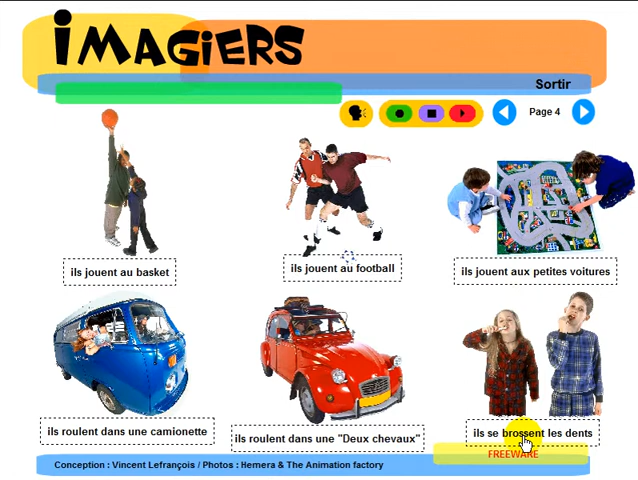 iMAGiERS
Sortir
Page 4
ils jouent au basket
ils jouent au football
ils jouent aux petites voitures
ils roulent dans une camionette
ils roulent dans une "Deux chevaux"
ils se brossent les dents
FREEWARE
Conception : Vincent Lefrançois / Photos : Hemera & The Animation factory